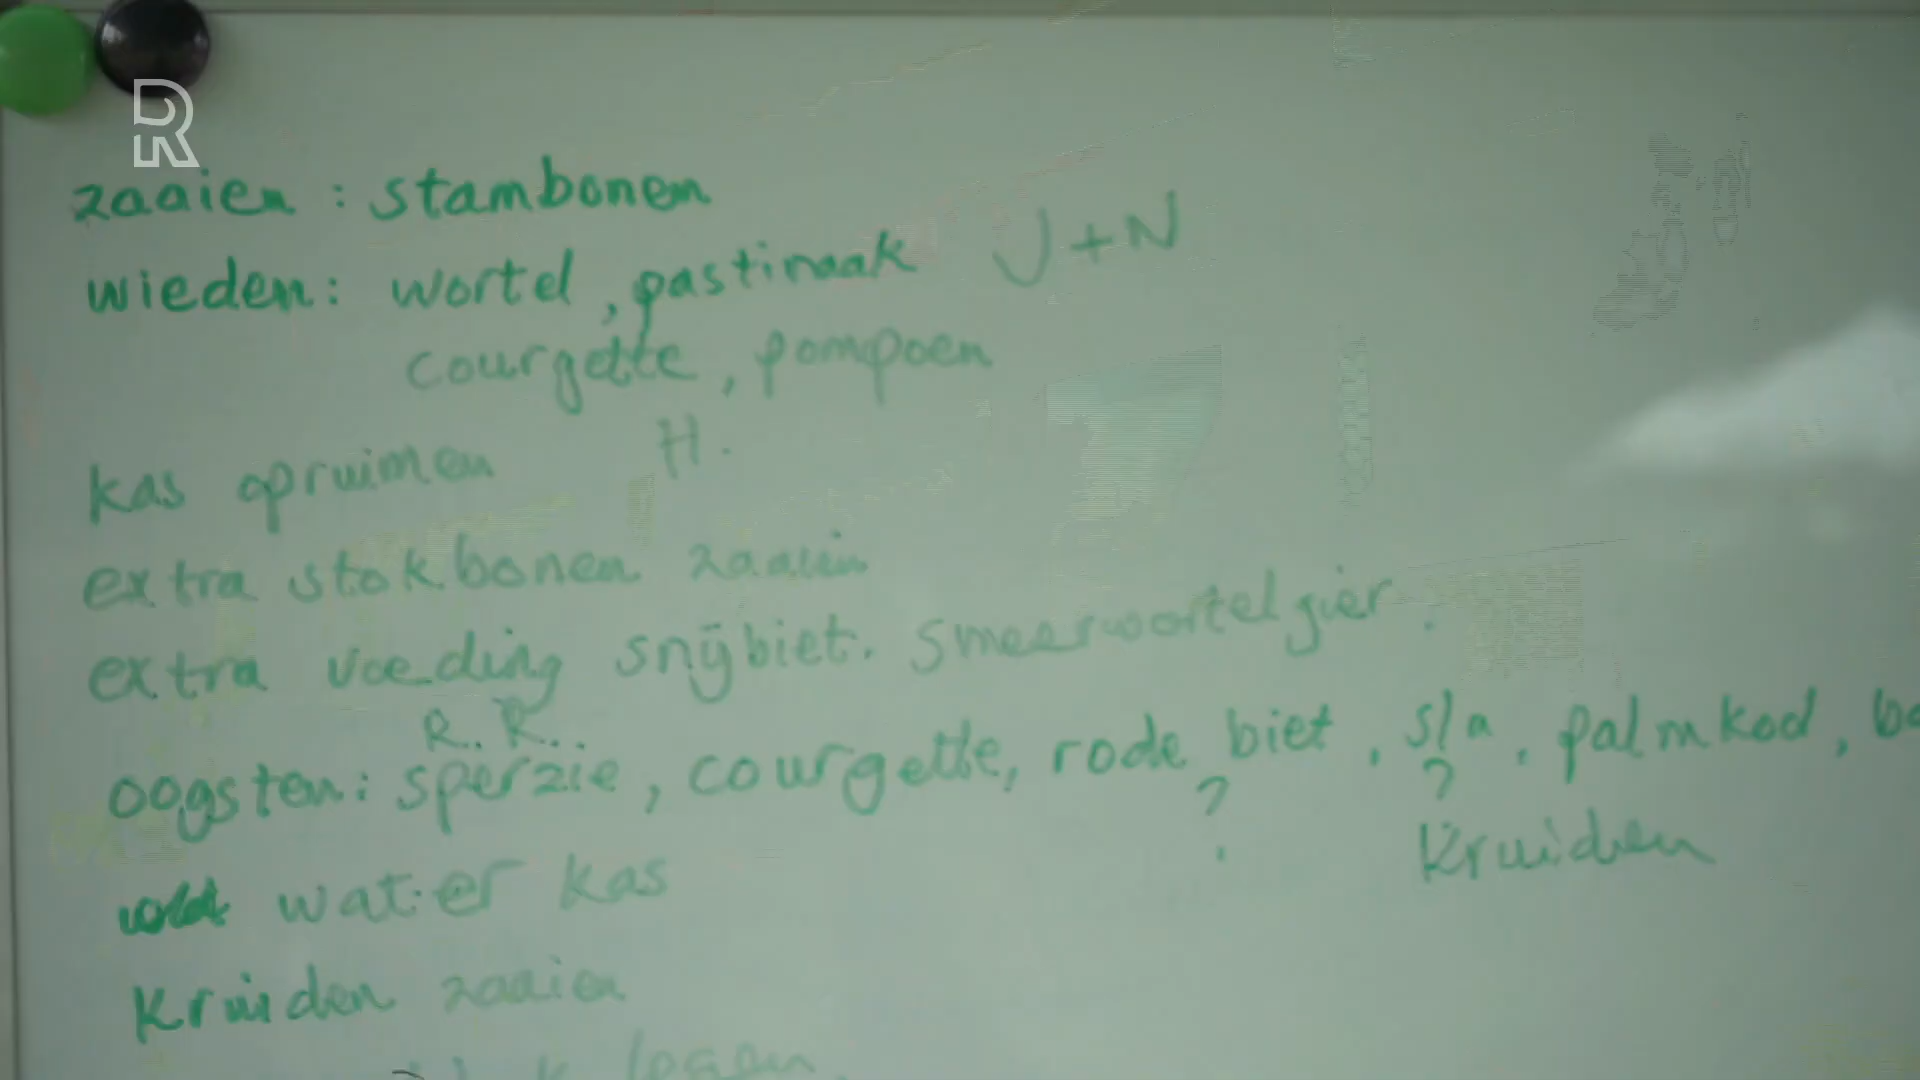 R
zaaien : stambonen
wieden: wortel, pastinaak J+N
courgette, pompoen
kas opruimen H.
extra stokbonen zaaien
extra voeding snijbiet. smeerwortelgier.
R. R..
oogsten: sperzie, courgette, rode biet, sla, palmkool,
? ?
kruiden
water kas
kruiden zaaien
legen